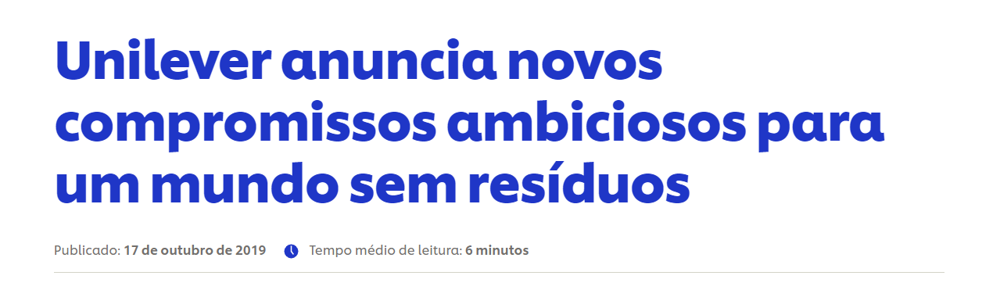 Unilever anuncia novos
compromissos ambiciosos para
um mundo sem resíduos
Publicado: 17 de outubro de 2019 Tempo médio de leitura: 6 minutos